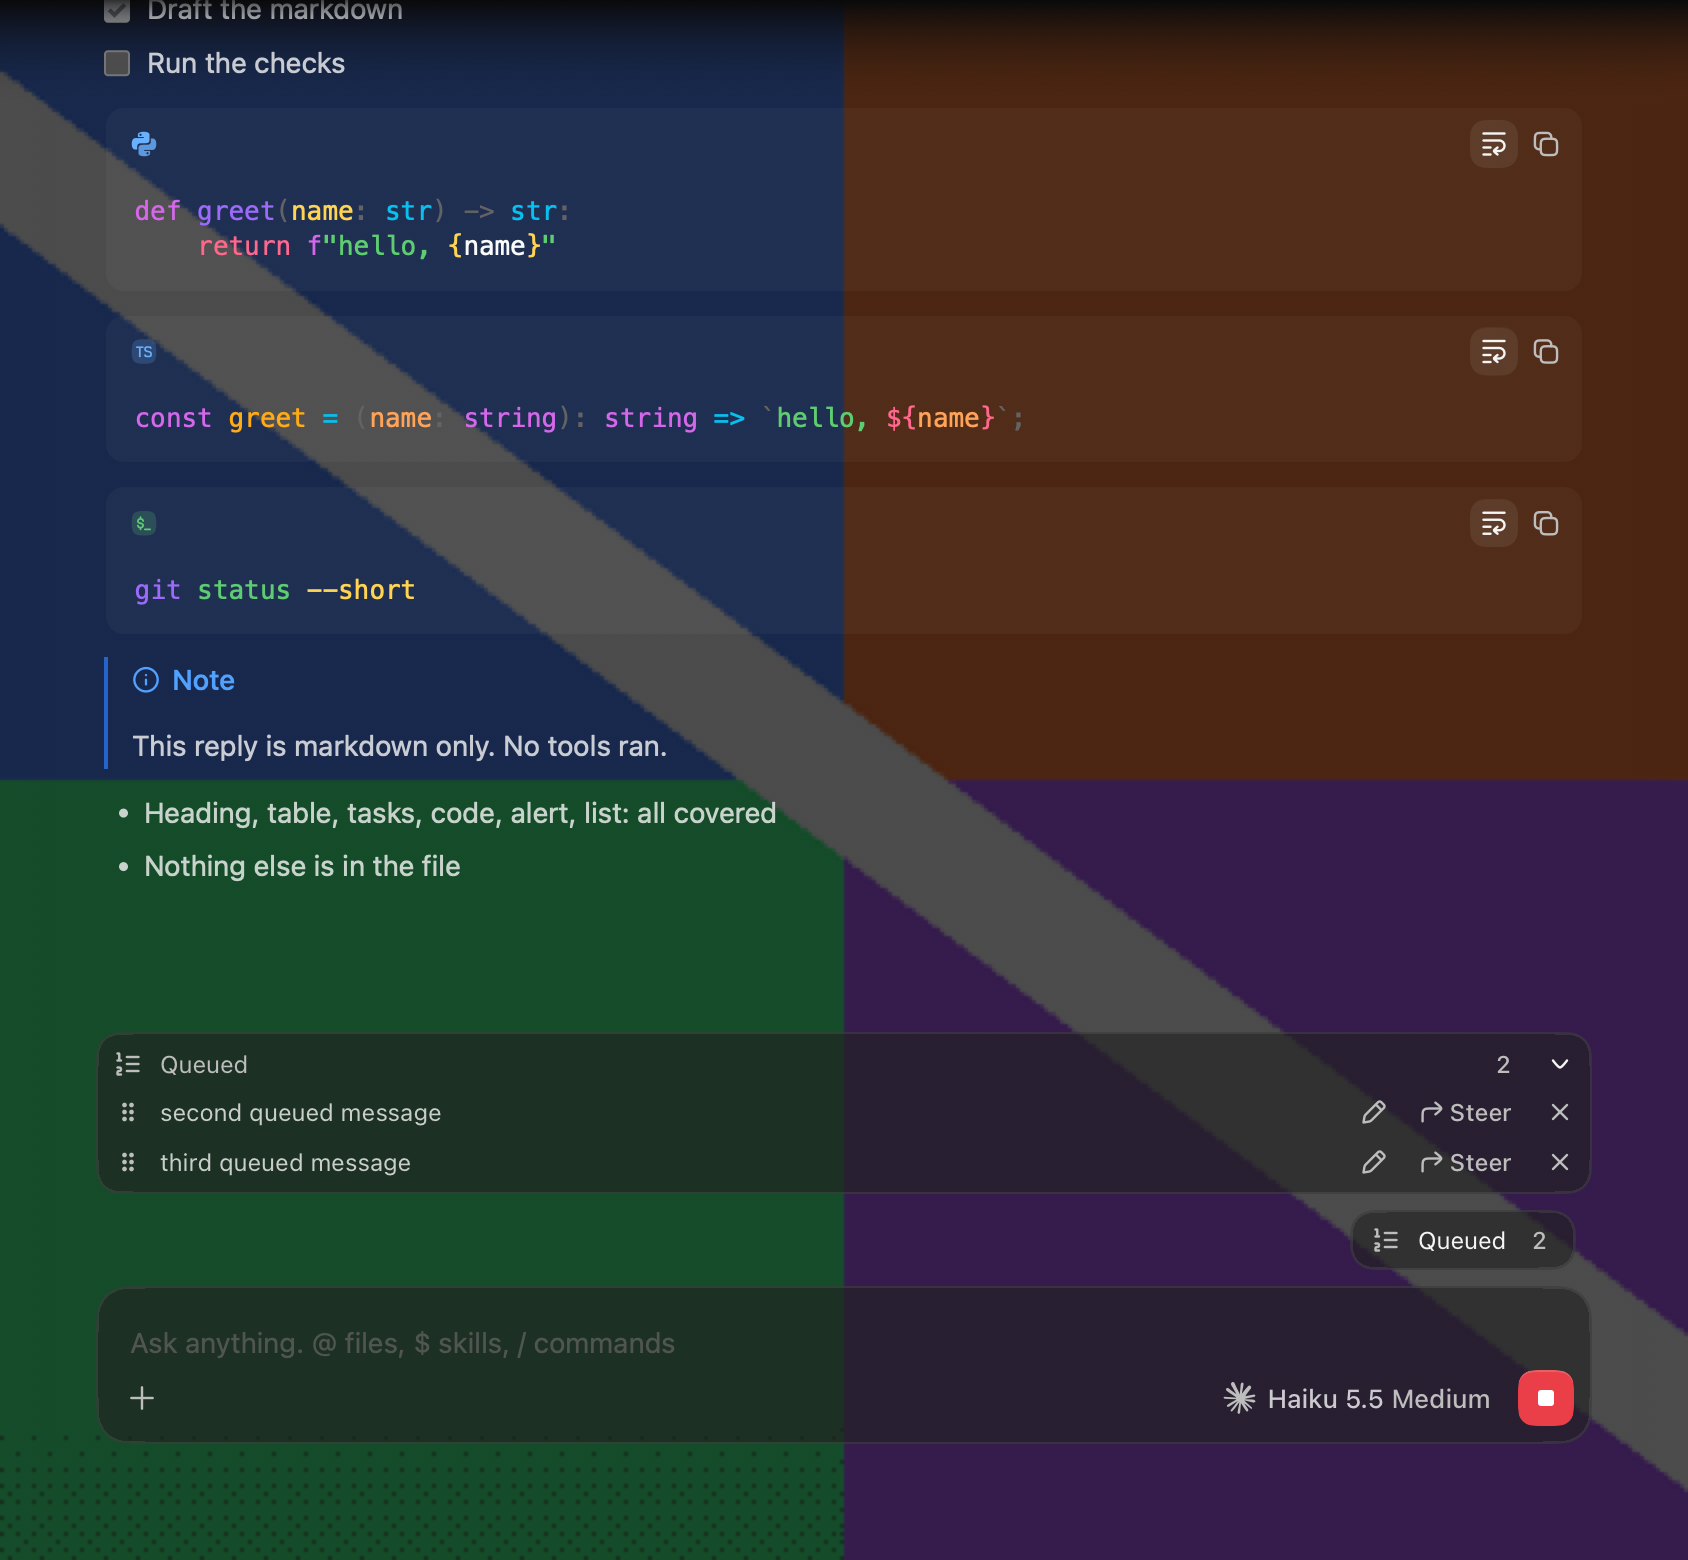 Draft the markdown
Run the checks
def greet(name: str) -> str:
    return f"hello, {name}"
TS
const greet = (name: string): string => `hello, ${name}`;
$_
git status --short
Note
This reply is markdown only. No tools ran.
• Heading, table, tasks, code, alert, list: all covered
• Nothing else is in the file
Queued 2
second queued message Steer
third queued message Steer
Queued 2
Ask anything. @ files, $ skills, / commands
Haiku 5.5 Medium